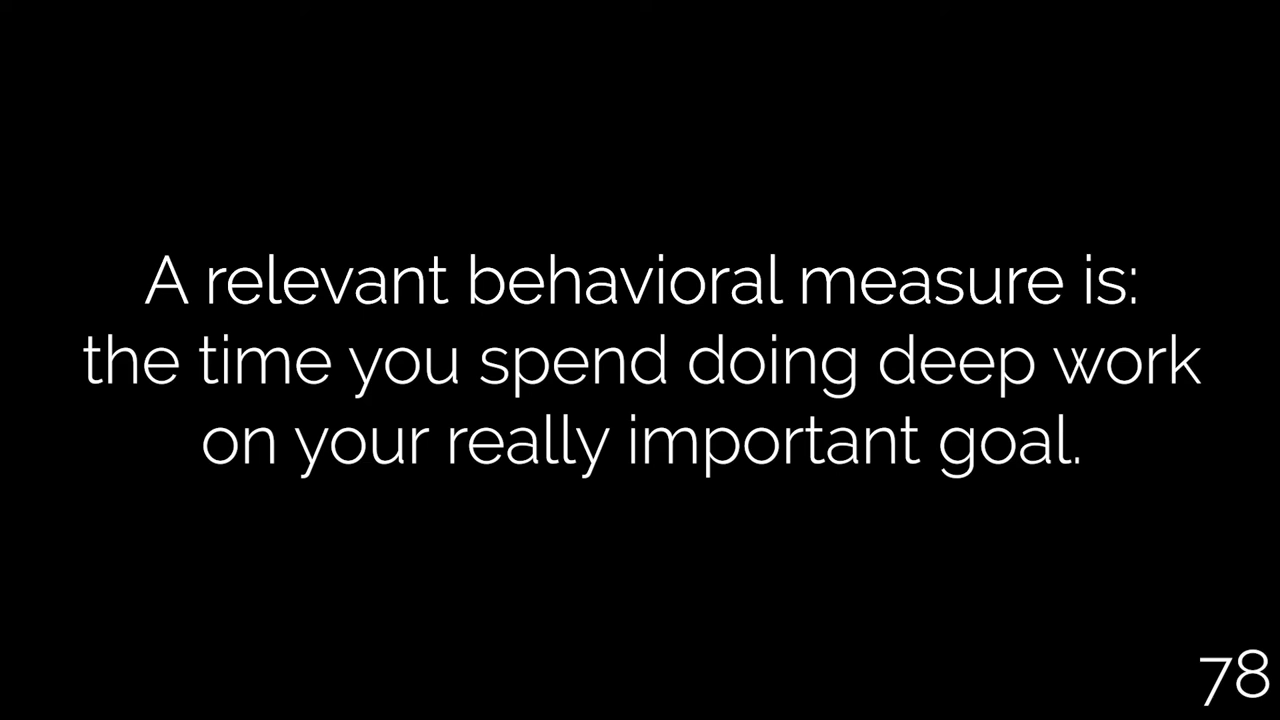 A relevant behavioral measure is:
the time you spend doing deep work
on your really important goal.
78